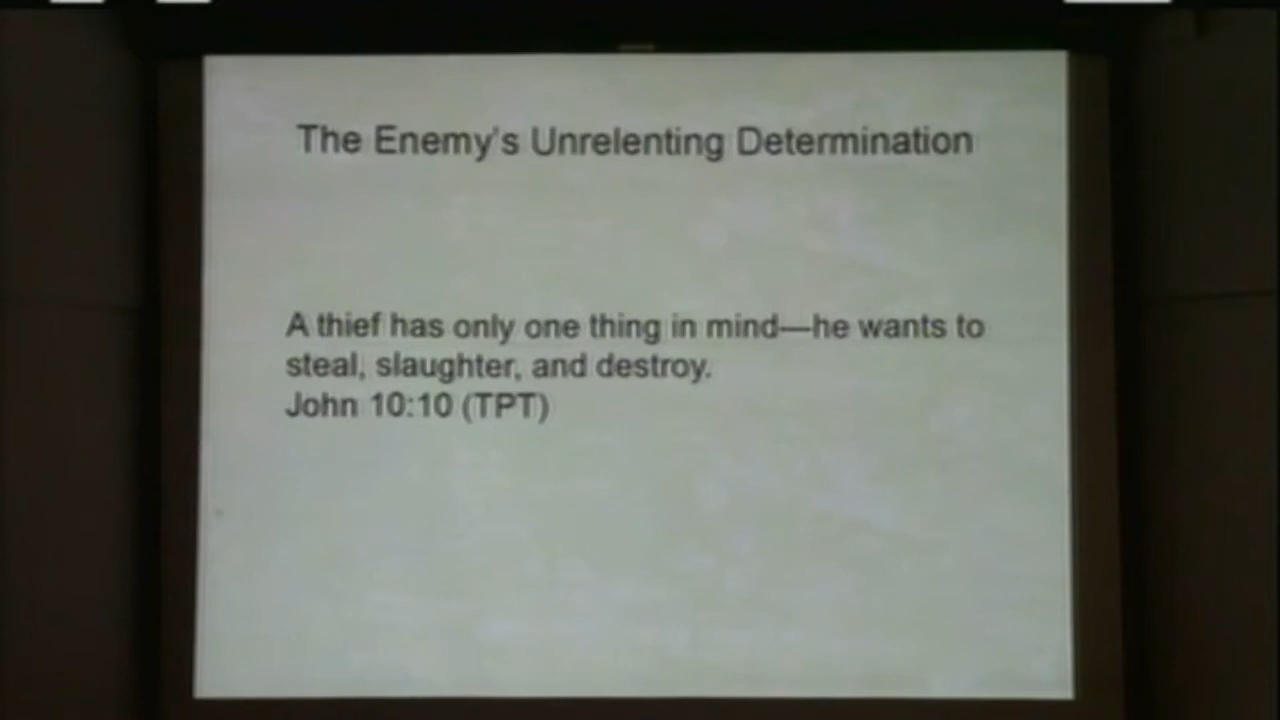 The Enemy's Unrelenting Determination
A thief has only one thing in mind—he wants to
steal, slaughter, and destroy.
John 10:10 (TPT)